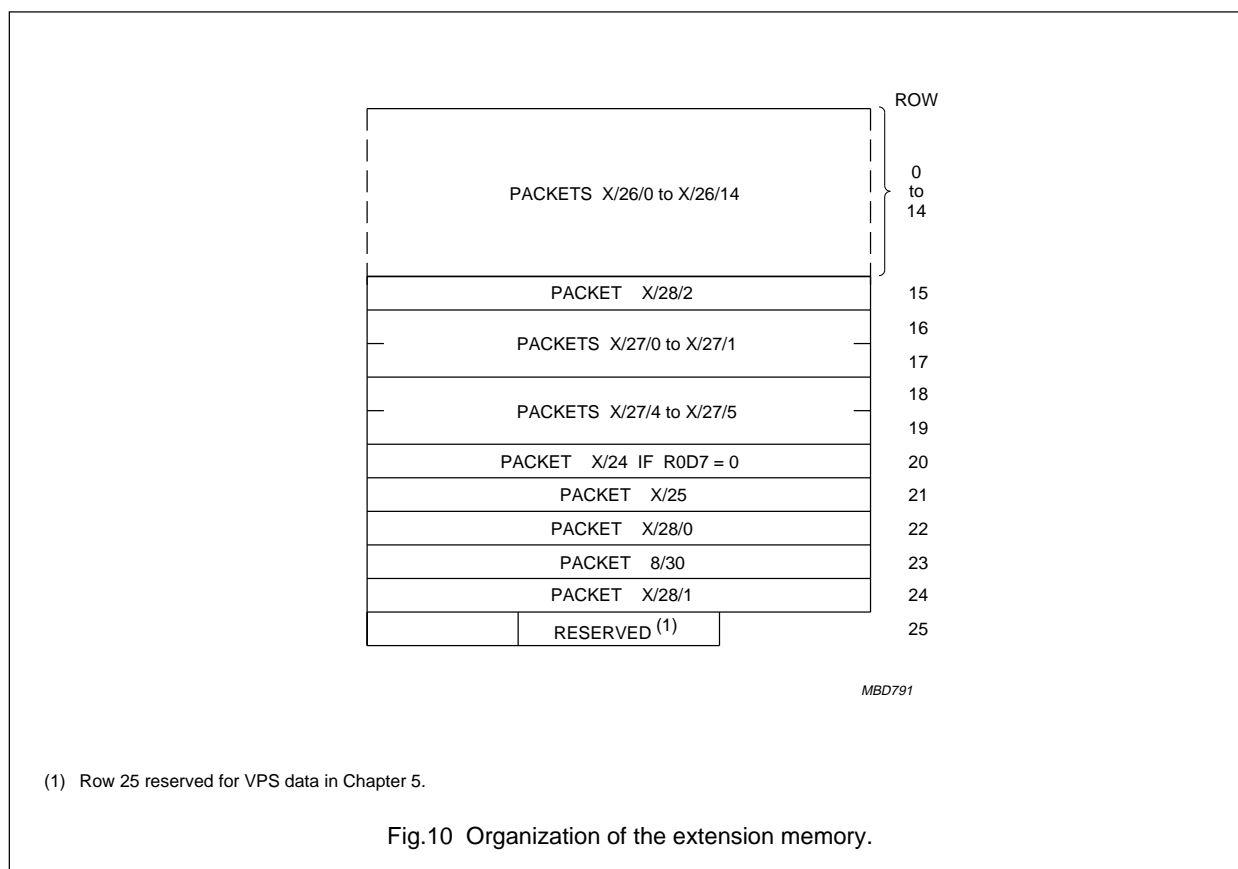 ROW
PACKETS X/26/0 to X/26/14
0
to
14
PACKET X/28/2 15
16
PACKETS X/27/0 to X/27/1
17
18
PACKETS X/27/4 to X/27/5
19
PACKET X/24 IF R0D7 = 0 20
PACKET X/25 21
PACKET X/28/0 22
PACKET 8/30 23
PACKET X/28/1 24
RESERVED (1) 25
MBD791
(1) Row 25 reserved for VPS data in Chapter 5.
Fig.10 Organization of the extension memory.